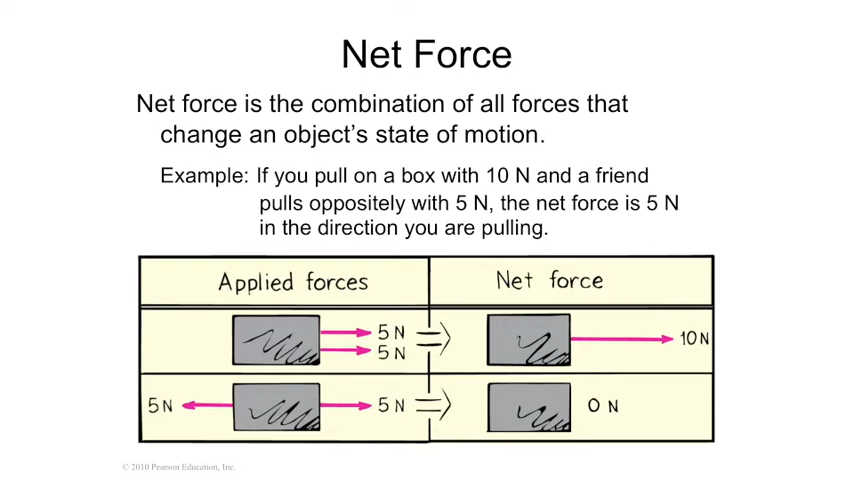 Net Force
Net force is the combination of all forces that
change an object's state of motion.
Example: If you pull on a box with 10 N and a friend
pulls oppositely with 5 N, the net force is 5 N
in the direction you are pulling.
Applied forces
Net force
5 N
5 N
10 N
5 N
5 N
0 N
© 2010 Pearson Education, Inc.